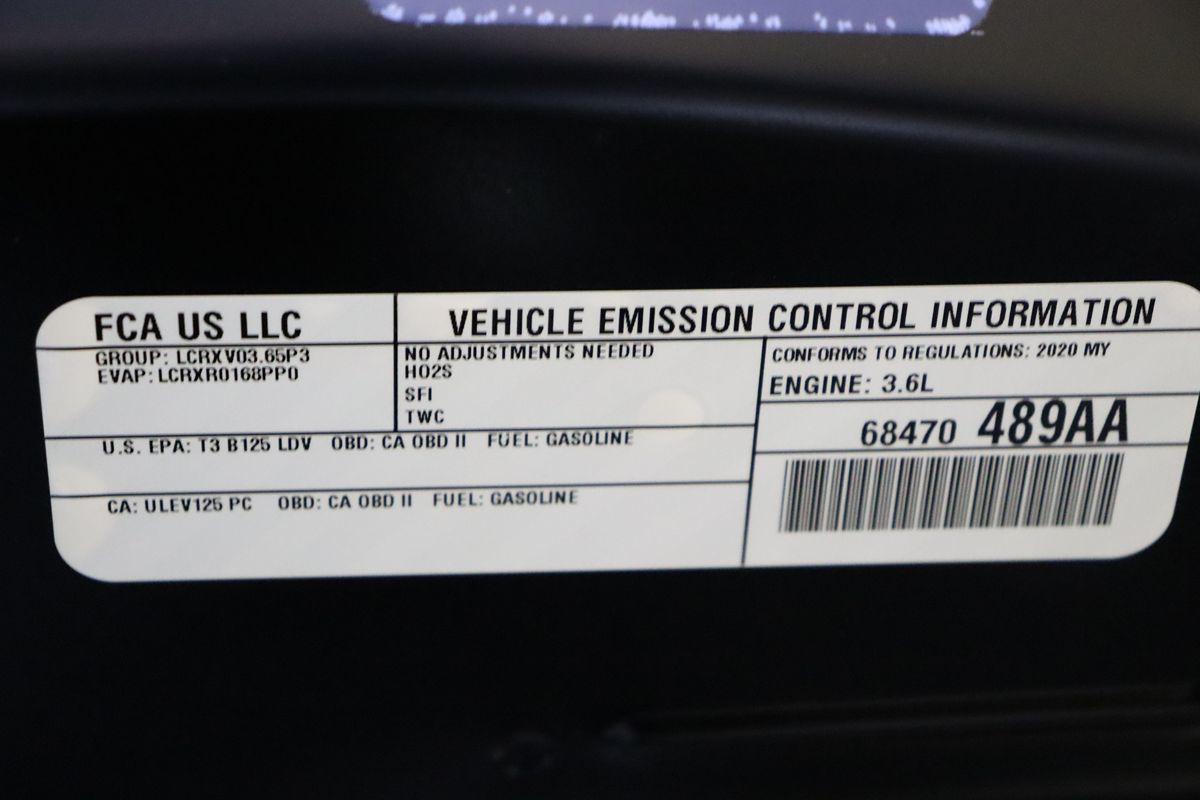 FCA US LLC
VEHICLE EMISSION CONTROL INFORMATION
GROUP: LCRXV03.65P3
EVAP: LCRXR0168PP0
NO ADJUSTMENTS NEEDED
HO2S
SFI
TWC
CONFORMS TO REGULATIONS: 2020 MY
ENGINE: 3.6L
68470 489AA
U.S. EPA: T3 B125 LDV OBD: CA OBD II FUEL: GASOLINE
CA: ULEV125 PC OBD: CA OBD II FUEL: GASOLINE